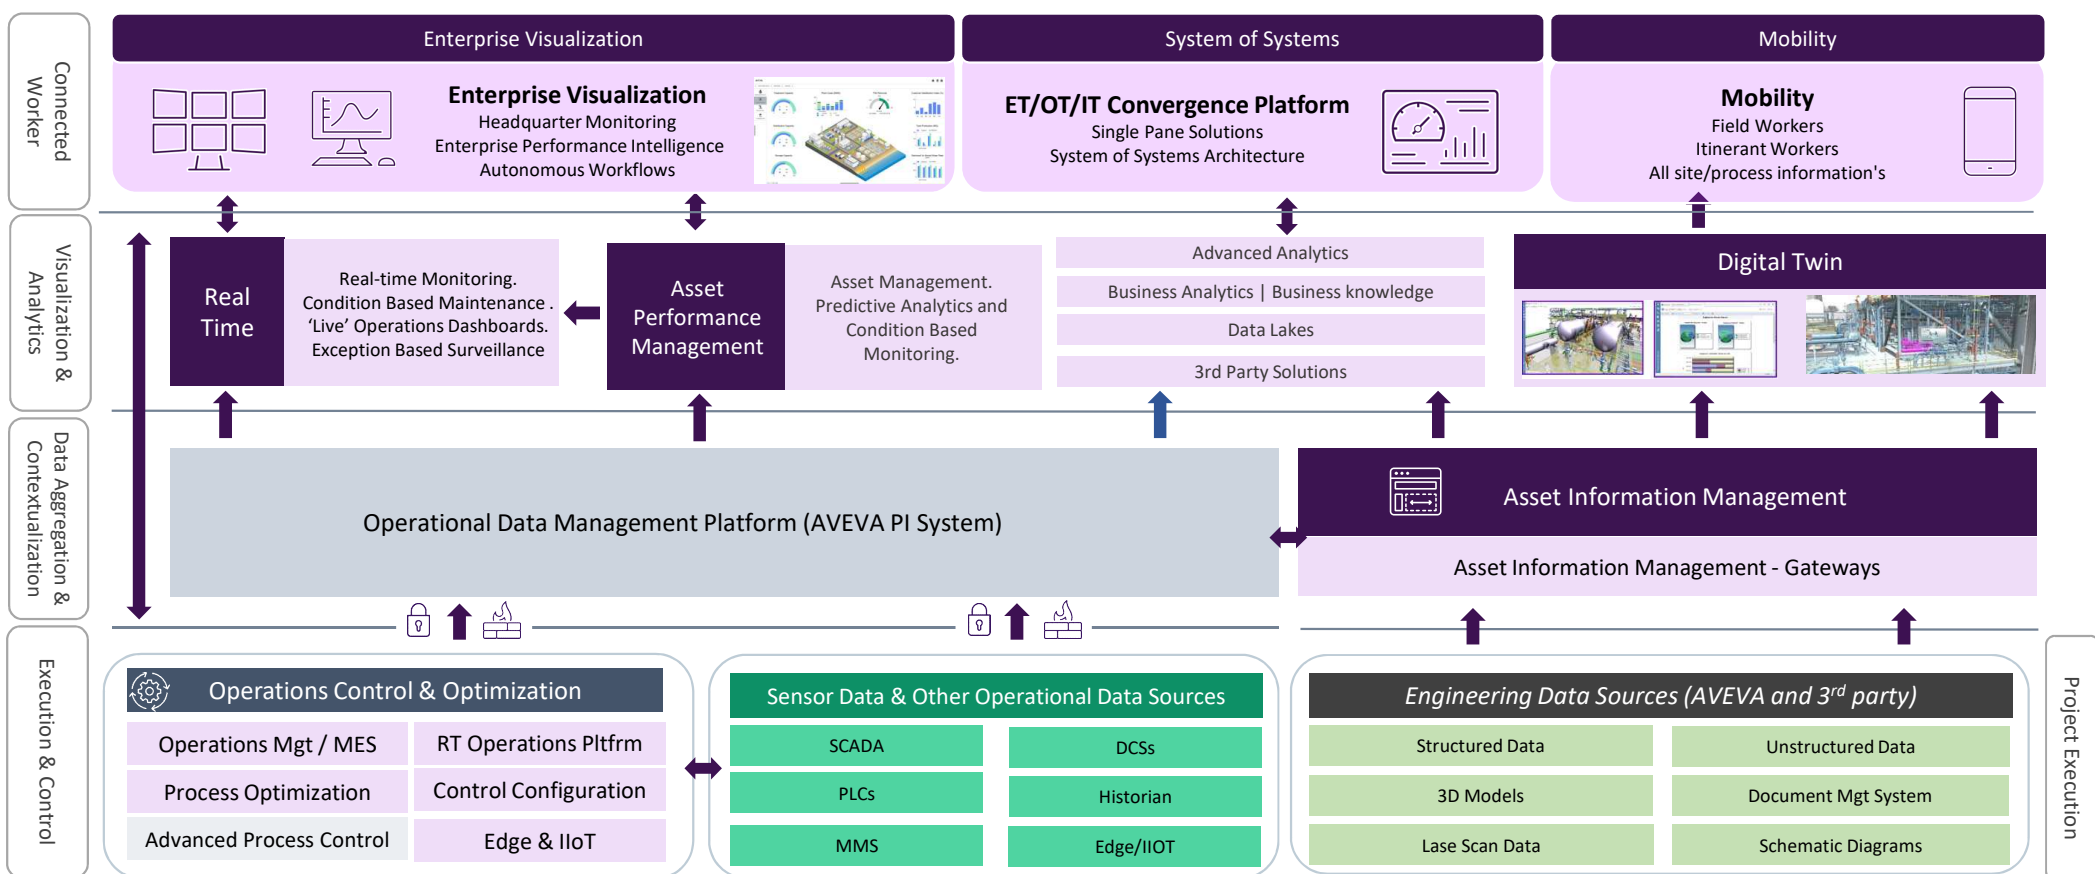 Connected
Worker
Enterprise Visualization
System of Systems
Mobility
Enterprise Visualization
Headquarter Monitoring
Enterprise Performance Intelligence
Autonomous Workflows
ET/OT/IT Convergence Platform
Single Pane Solutions
System of Systems Architecture
Mobility
Field Workers
Itinerant Workers
All site/process information's
Visualization &
Analytics
Real
Time
Real-time Monitoring.
Condition Based Maintenance .
‘Live’ Operations Dashboards.
Exception Based Surveillance
Asset
Performance
Management
Asset Management.
Predictive Analytics and
Condition Based
Monitoring.
Advanced Analytics
Business Analytics | Business knowledge
Data Lakes
3rd Party Solutions
Digital Twin
Data Aggregation &
Contextualization
Operational Data Management Platform (AVEVA PI System)
Asset Information Management
Asset Information Management - Gateways
Execution & Control
Operations Control & Optimization
Operations Mgt / MES
RT Operations Pltfrm
Process Optimization
Control Configuration
Advanced Process Control
Edge & IIoT
Sensor Data & Other Operational Data Sources
SCADA
DCSs
PLCs
Historian
MMS
Edge/IIOT
Engineering Data Sources (AVEVA and 3rd party)
Structured Data
Unstructured Data
3D Models
Document Mgt System
Lase Scan Data
Schematic Diagrams
Project Execution